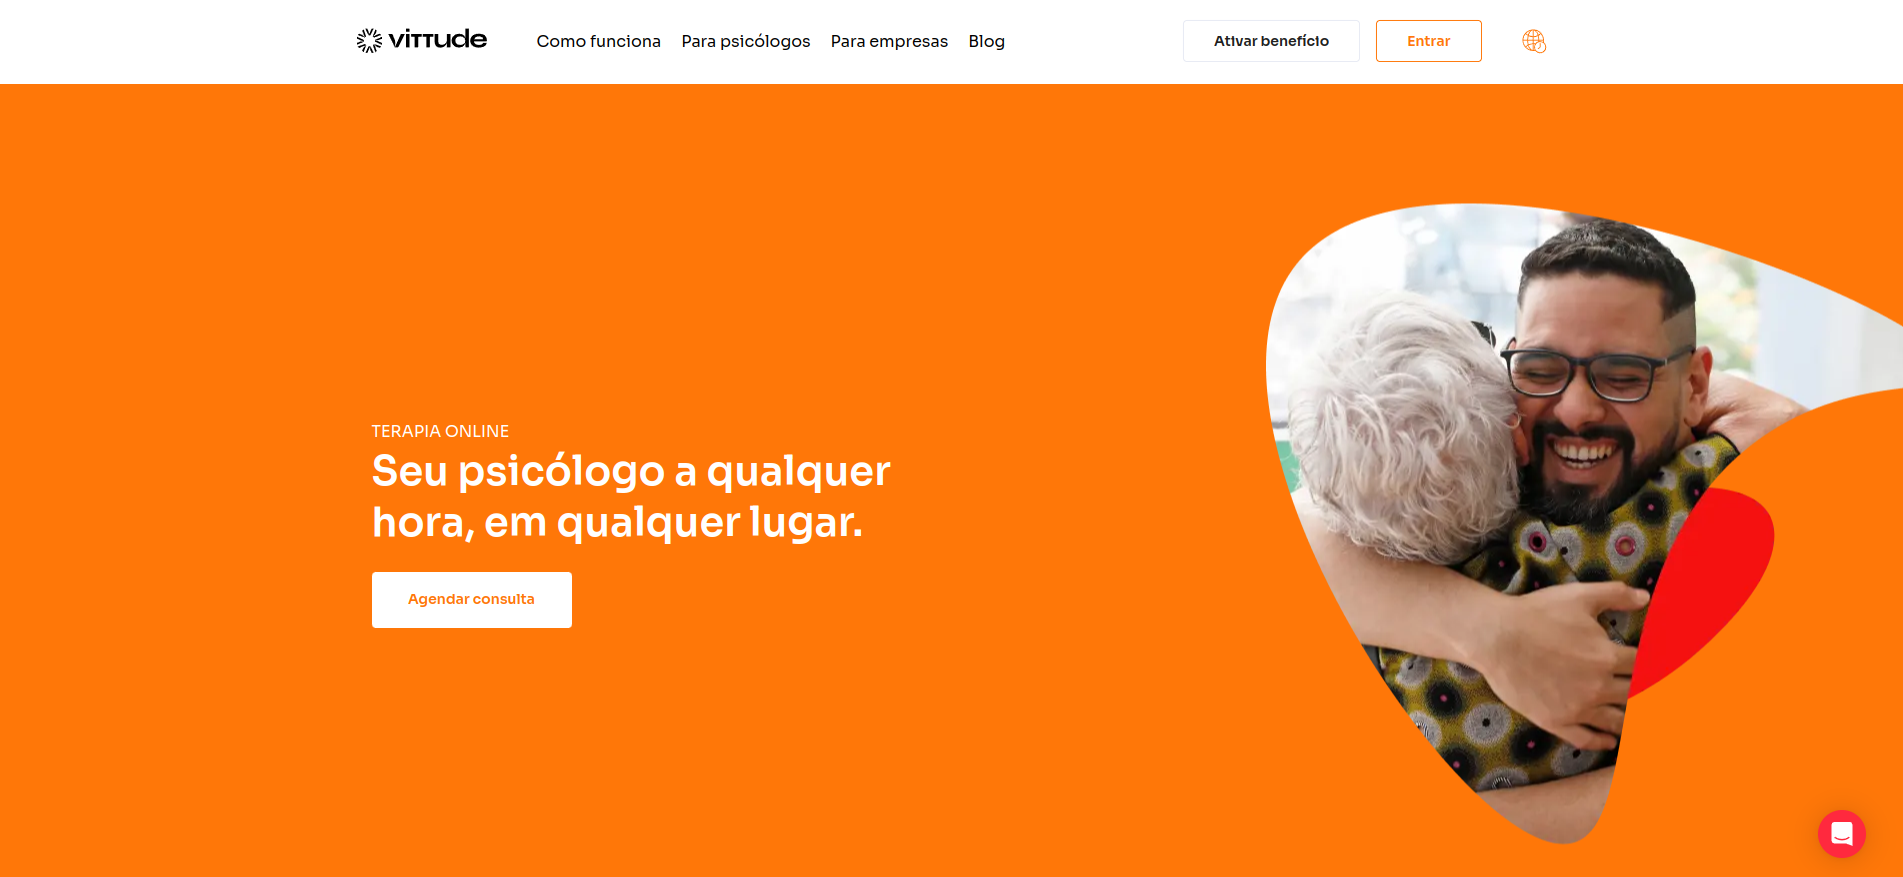 vittude
Como funciona
Para psicólogos
Para empresas
Blog
Ativar benefício
Entrar
TERAPIA ONLINE
Seu psicólogo a qualquer
hora, em qualquer lugar.
Agendar consulta